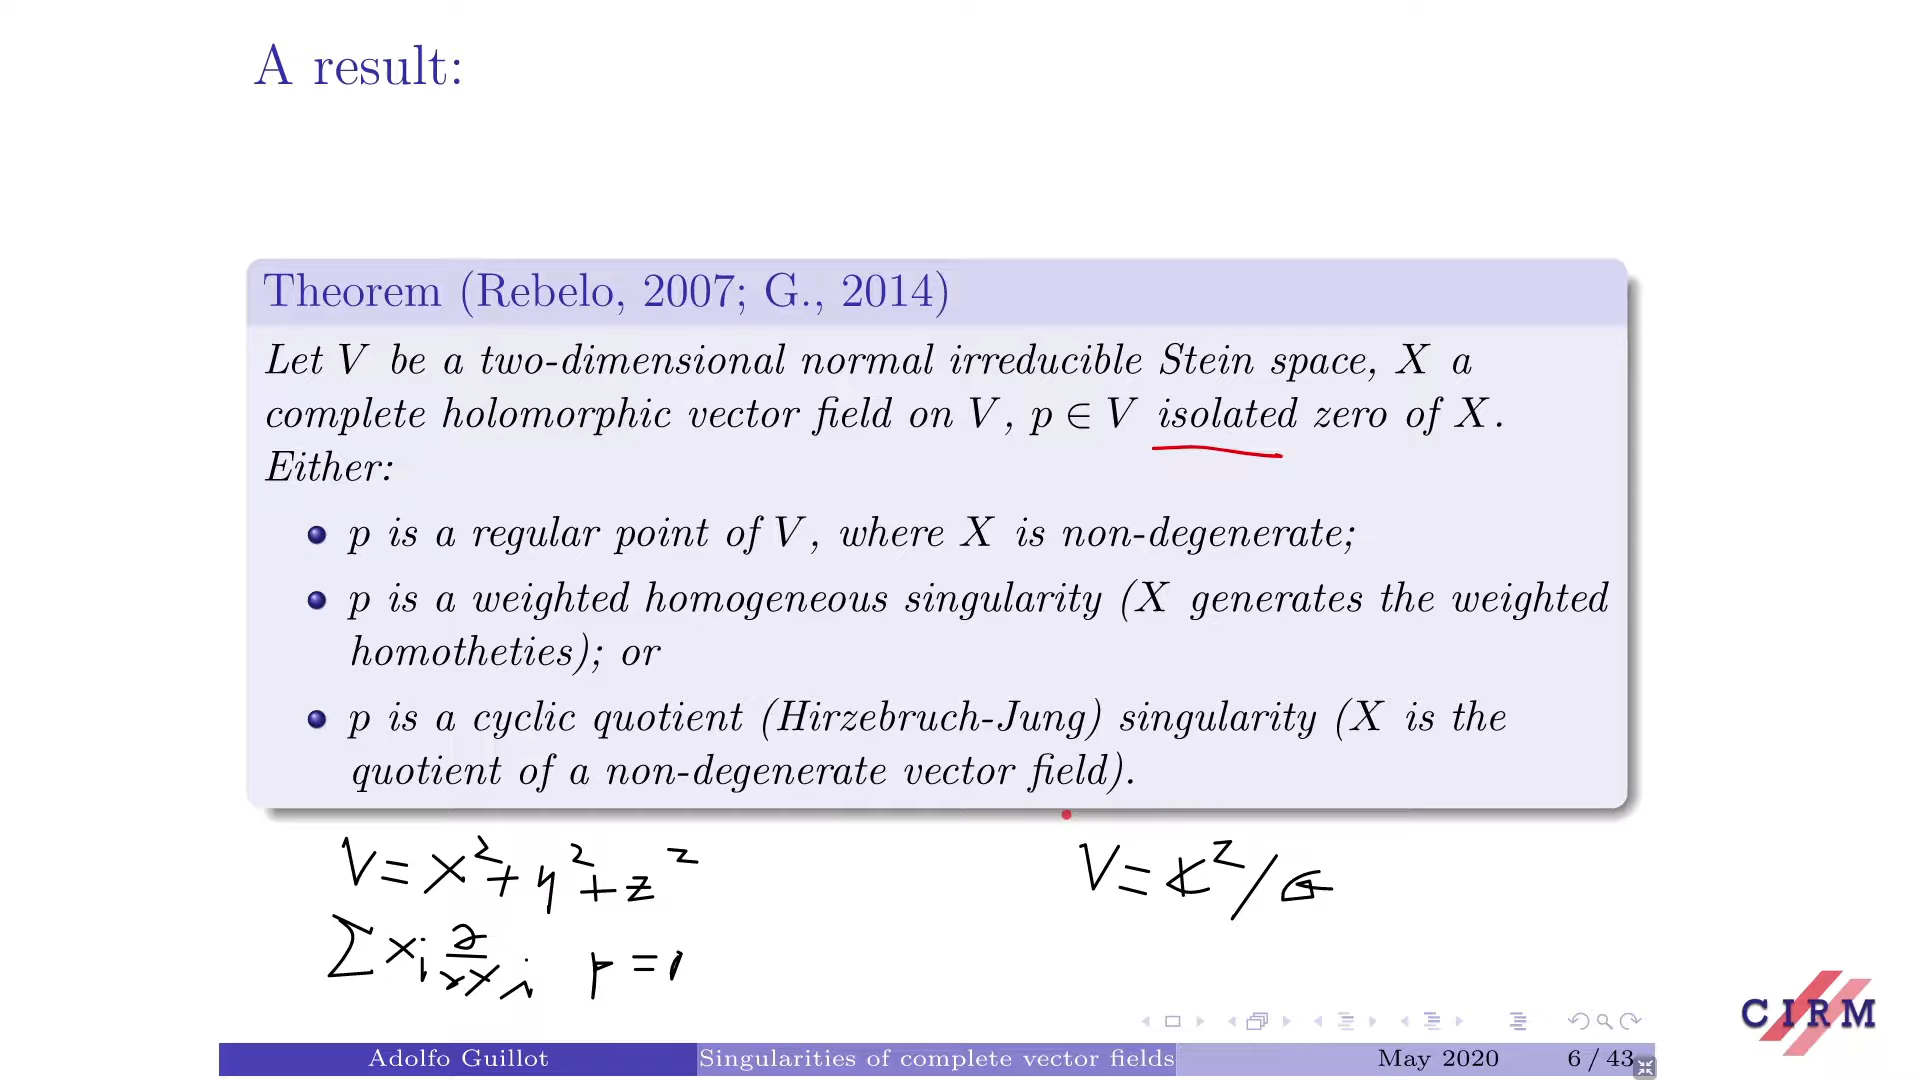 A result:
Theorem (Rebelo, 2007; G., 2014)
Let V be a two-dimensional normal irreducible Stein space, X a
complete holomorphic vector field on V, p ∈ V isolated zero of X.
Either:
p is a regular point of V, where X is non-degenerate;
p is a weighted homogeneous singularity (X generates the weighted
homotheties); or
p is a cyclic quotient (Hirzebruch-Jung) singularity (X is the
quotient of a non-degenerate vector field).
V = x² + y² + z²
V = ℂ²/G
∑ xᵢ ∂/∂xᵢ
CIRM
Adolfo Guillot
Singularities of complete vector fields
May 2020
6 / 43